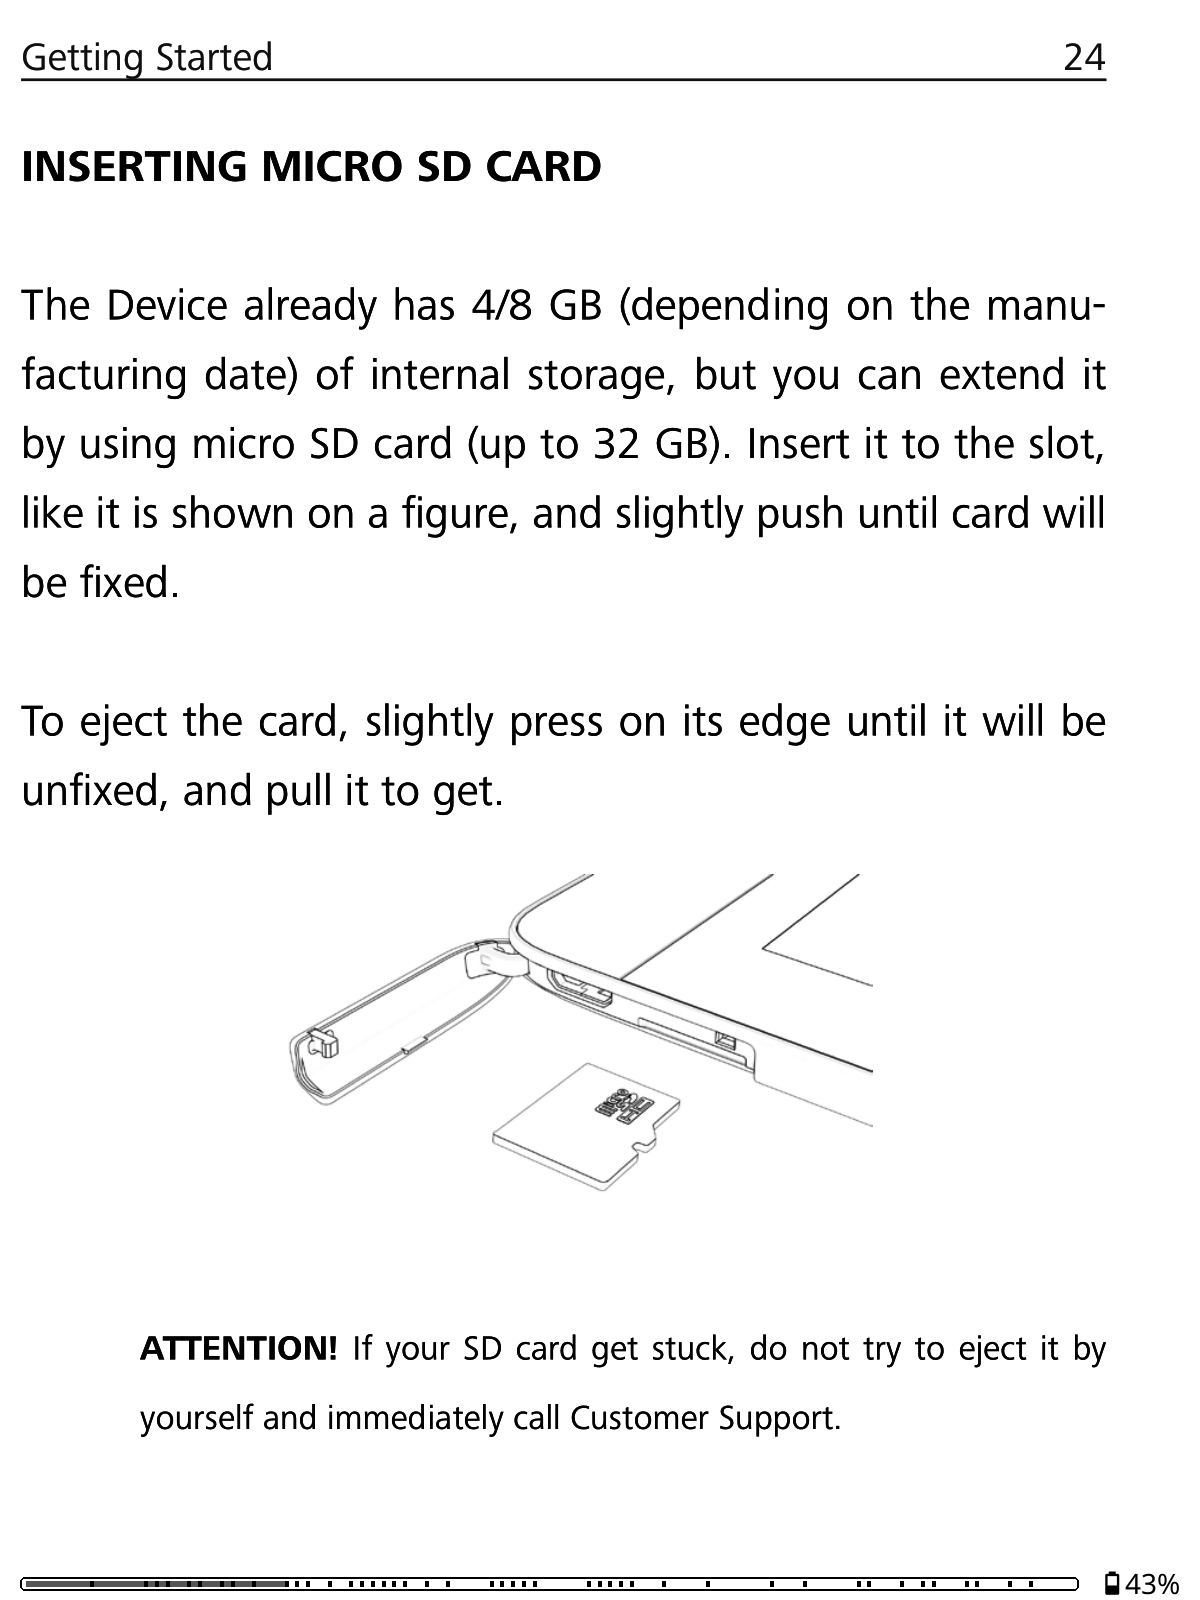 Getting Started 24
INSERTING MICRO SD CARD
The Device already has 4/8 GB (depending on the manu-
facturing date) of internal storage, but you can extend it
by using micro SD card (up to 32 GB). Insert it to the slot,
like it is shown on a figure, and slightly push until card will
be fixed.
To eject the card, slightly press on its edge until it will be
unfixed, and pull it to get.
ATTENTION! If your SD card get stuck, do not try to eject it by
yourself and immediately call Customer Support.
43%